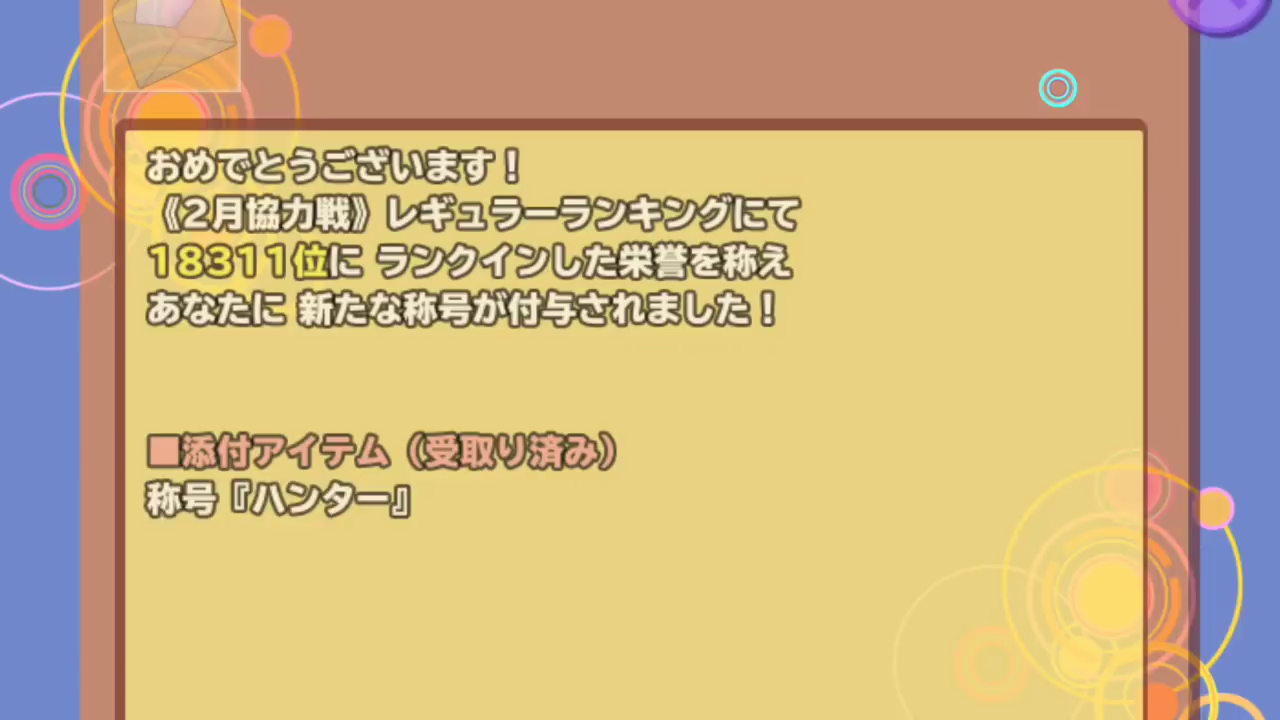 おめでとうございます！
《2月協力戦》レギュラーランキングにて
18311位に ランクインした栄誉を称え
あなたに 新たな称号が付与されました！
■添付アイテム（受取り済み）
称号『ハンター』